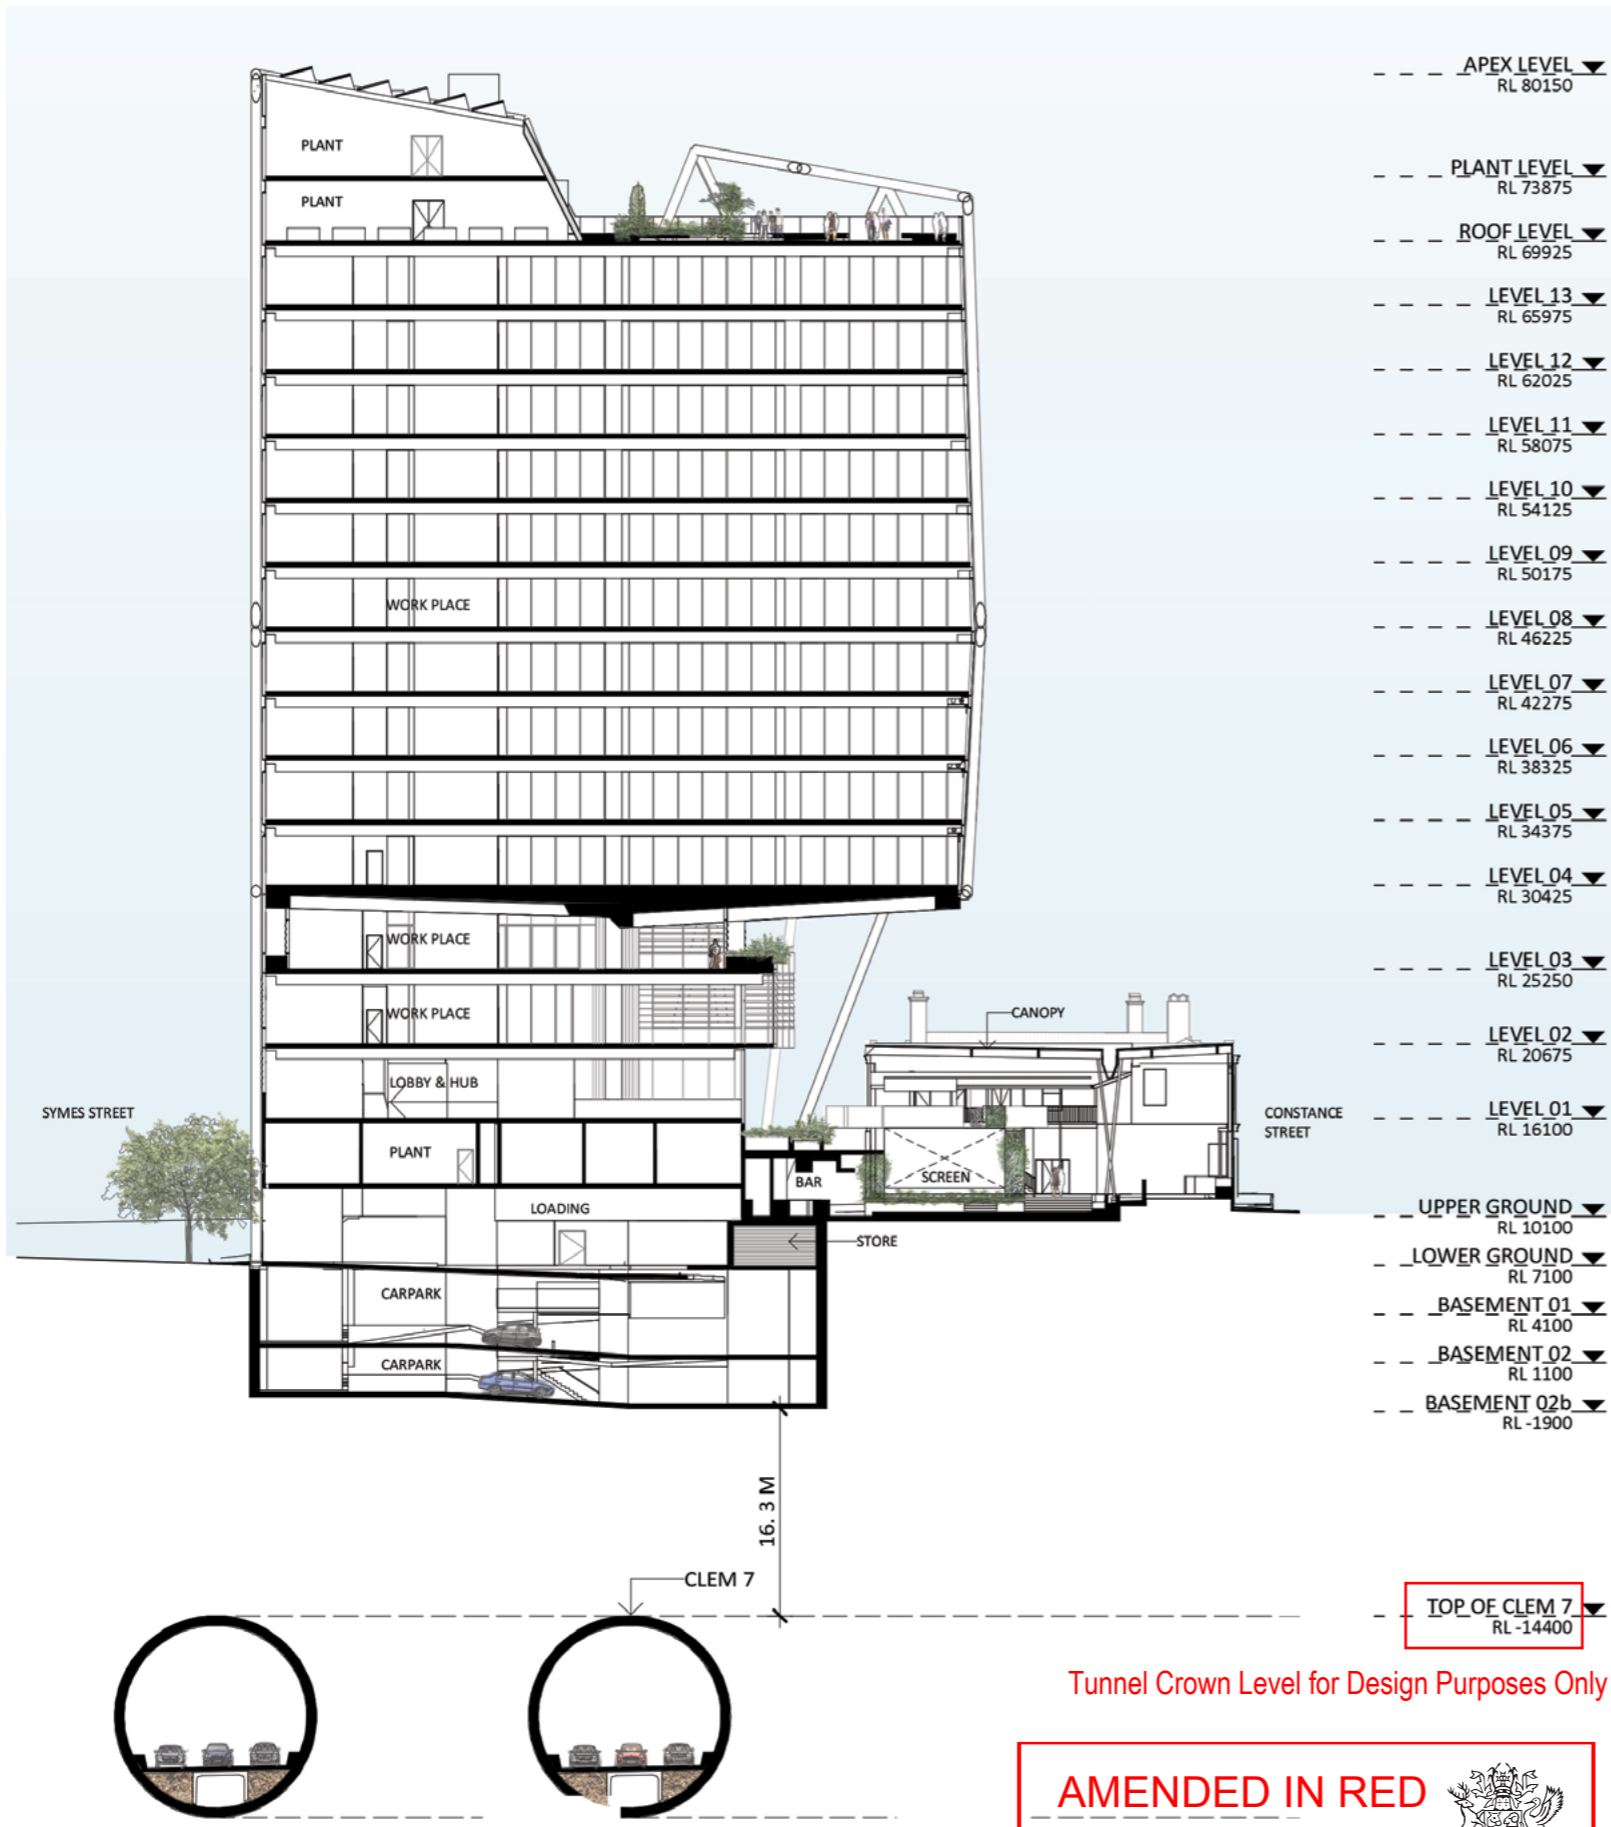 APEX LEVEL
RL 80150
PLANT
PLANT LEVEL
RL 73875
PLANT
ROOF LEVEL
RL 69925
LEVEL 13
RL 65975
LEVEL 12
RL 62025
LEVEL 11
RL 58075
LEVEL 10
RL 54125
LEVEL 09
RL 50175
WORK PLACE
LEVEL 08
RL 46225
LEVEL 07
RL 42275
LEVEL 06
RL 38325
LEVEL 05
RL 34375
LEVEL 04
RL 30425
WORK PLACE
LEVEL 03
RL 25250
WORK PLACE
CANOPY
LEVEL 02
RL 20675
LOBBY & HUB
SYMES STREET
CONSTANCE
STREET
LEVEL 01
RL 16100
PLANT
BAR
SCREEN
LOADING
UPPER GROUND
RL 10100
STORE
LOWER GROUND
RL 7100
CARPARK
BASEMENT 01
RL 4100
CARPARK
BASEMENT 02
RL 1100
BASEMENT 02b
RL -1900
16. 3 M
CLEM 7
TOP OF CLEM 7
RL -14400
Tunnel Crown Level for Design Purposes Only
AMENDED IN RED